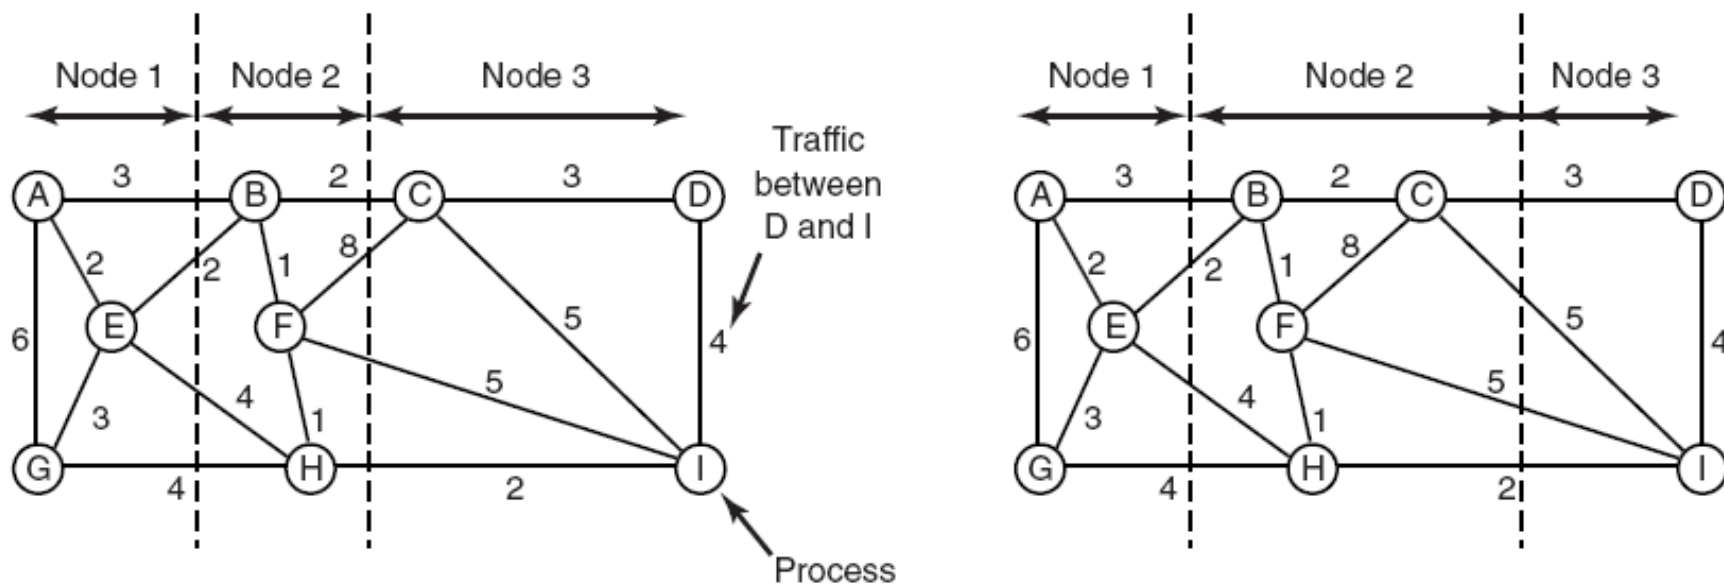 Node 1 Node 2 Node 3
Traffic
between
D and I
A 3 B 2 C 3 D
2 2 1 8
E F 5
6 4
3 4 1 5
G 4 H 2 I
Process
Node 1 Node 2 Node 3
A 3 B 2 C 3 D
2 2 1 8
E F 5
6 4
3 4 1 5
G 4 H 2 I